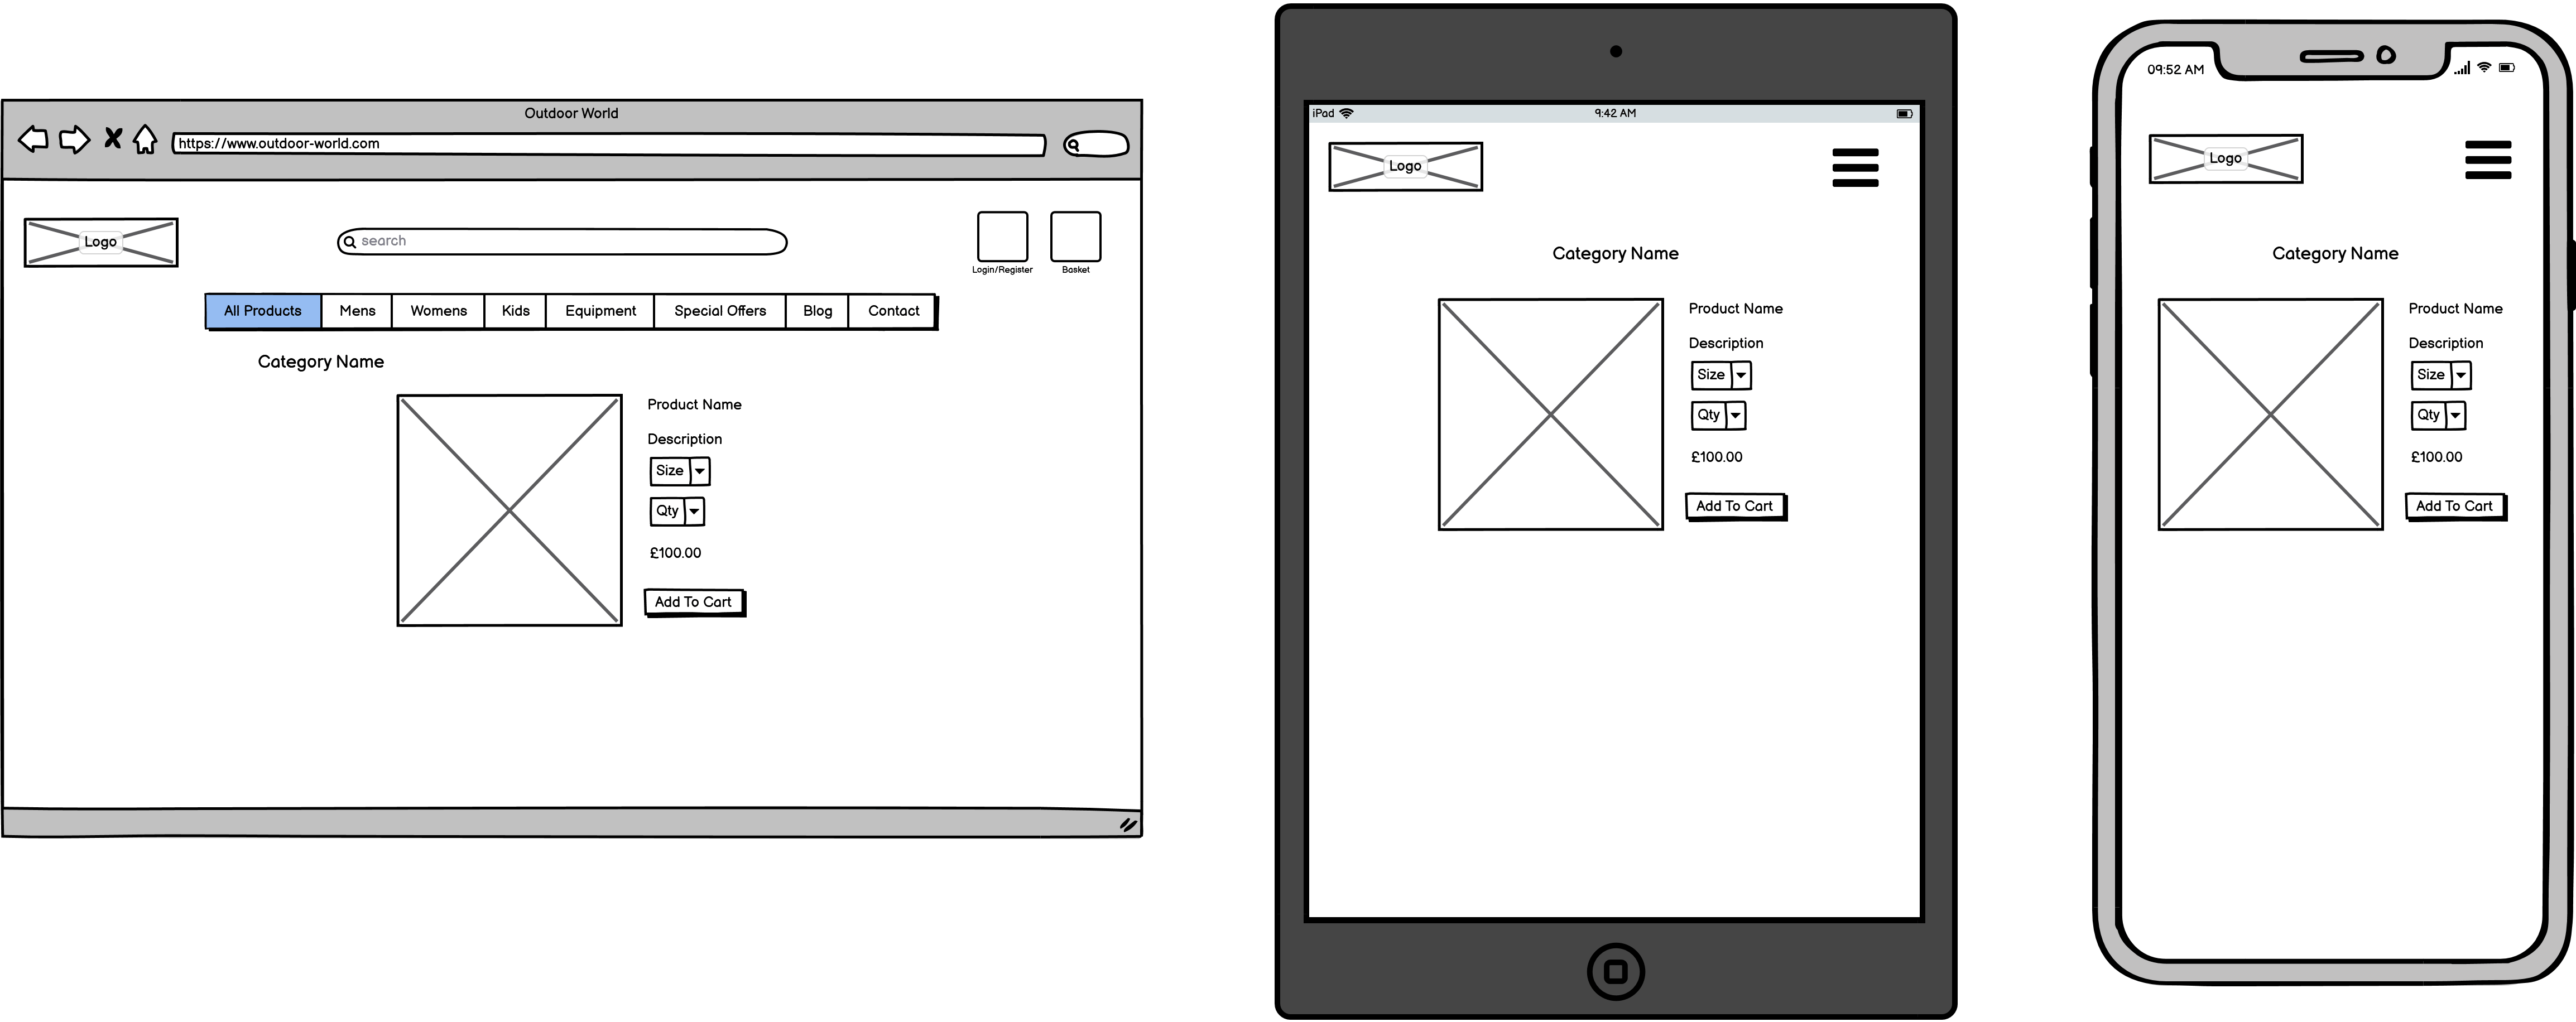 Outdoor World
https://www.outdoor-world.com
Logo
search
Login/Register
Basket
All Products Mens Womens Kids Equipment Special Offers Blog Contact
Category Name
Product Name
Description
Size
Qty
£100.00
Add To Cart
iPad 9:42 AM
Logo
Category Name
Product Name
Description
Size
Qty
£100.00
Add To Cart
09:52 AM
Logo
Category Name
Product Name
Description
Size
Qty
£100.00
Add To Cart